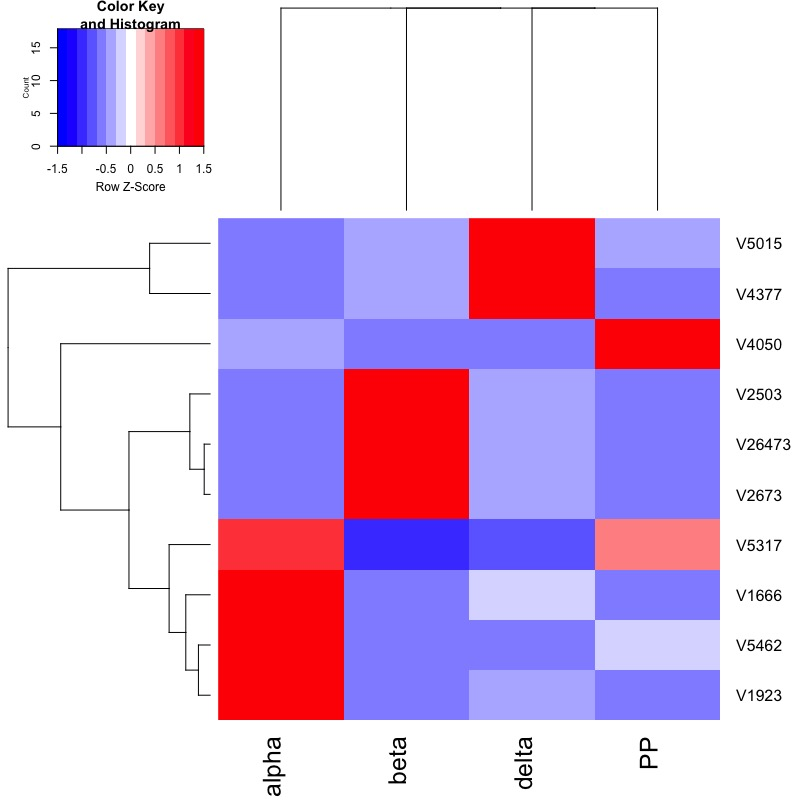 Color Key
and Histogram
Count
0
5
10
15
-1.5
-0.5
0
0.5
1
1.5
Row Z-Score
V5015
V4377
V4050
V2503
V26473
V2673
V5317
V1666
V5462
V1923
alpha
beta
delta
PP